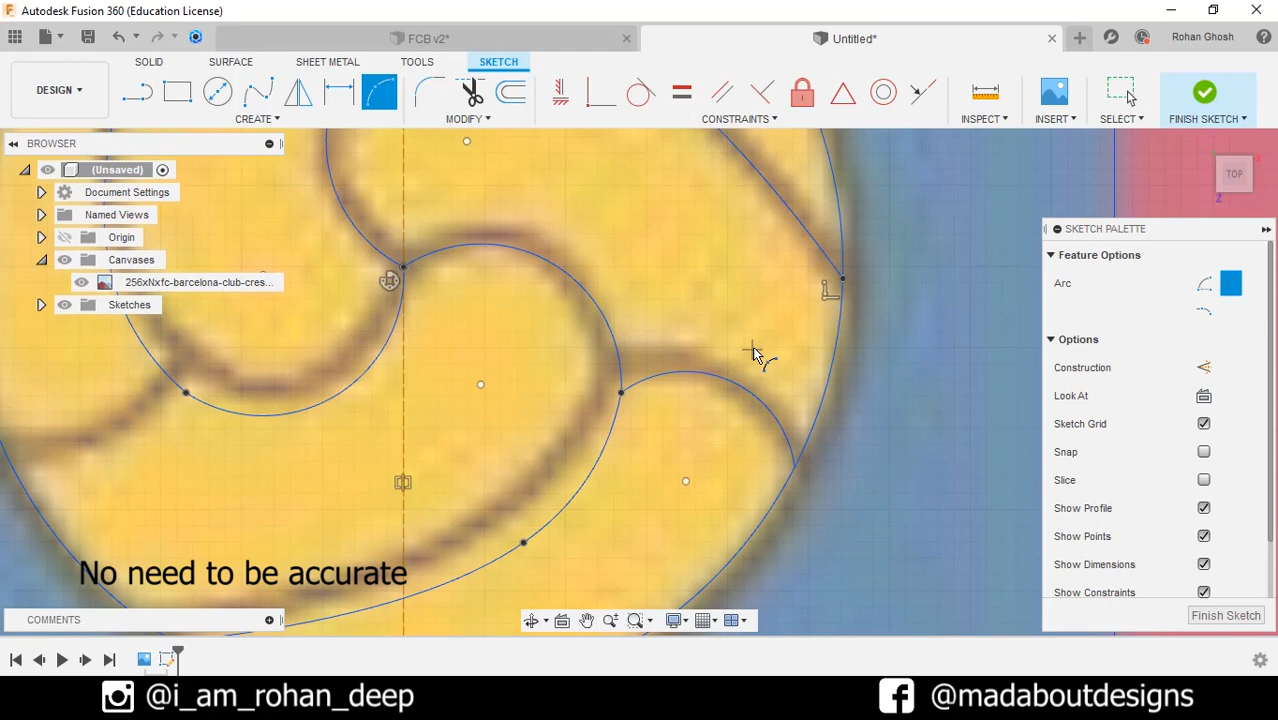 Autodesk Fusion 360 (Education License)
FCB v2*
Untitled*
Rohan Ghosh
SOLID
SURFACE
SHEET METAL
TOOLS
SKETCH
DESIGN
CREATE
MODIFY
CONSTRAINTS
INSPECT
INSERT
SELECT
FINISH SKETCH
BROWSER
(Unsaved)
Document Settings
Named Views
Origin
Canvases
256xNxfc-barcelona-club-cres...
Sketches
TOP
Z
SKETCH PALETTE
Feature Options
Arc
Options
Construction
Look At
Sketch Grid
Snap
Slice
Show Profile
Show Points
Show Dimensions
Show Constraints
Finish Sketch
No need to be accurate
COMMENTS
@i_am_rohan_deep
@madaboutdesigns